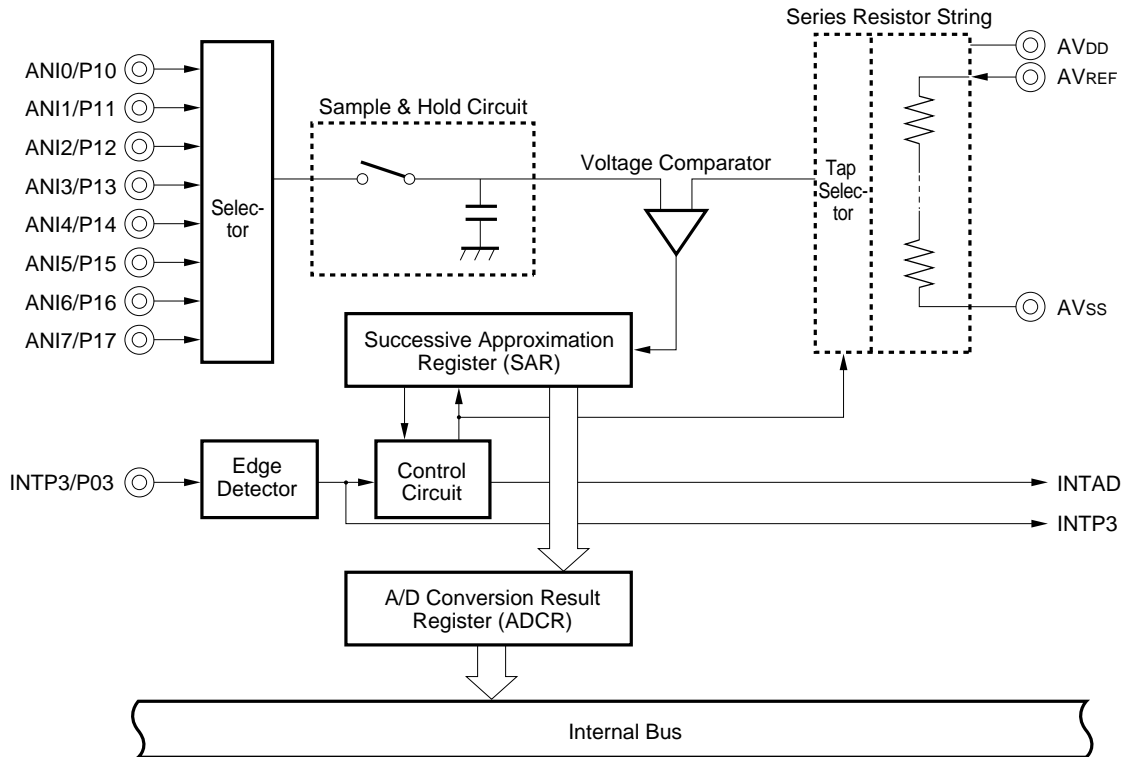 Series Resistor String
ANI0/P10
ANI1/P11
ANI2/P12
ANI3/P13
ANI4/P14
ANI5/P15
ANI6/P16
ANI7/P17
Selec-
tor
Sample & Hold Circuit
Voltage Comparator
Tap
Selec-
tor
AVDD
AVREF
AVSS
Successive Approximation
Register (SAR)
INTP3/P03
Edge
Detector
Control
Circuit
INTAD
INTP3
A/D Conversion Result
Register (ADCR)
Internal Bus